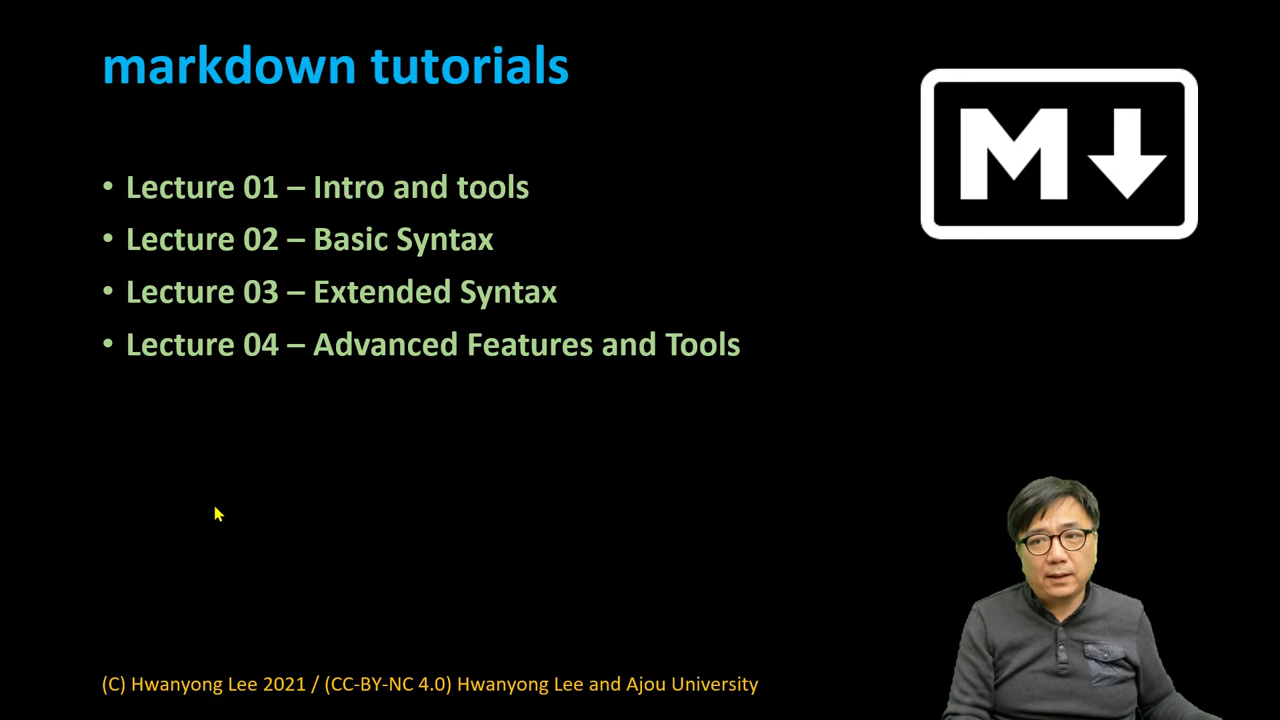 markdown tutorials
M
• Lecture 01 – Intro and tools
• Lecture 02 – Basic Syntax
• Lecture 03 – Extended Syntax
• Lecture 04 – Advanced Features and Tools
(C) Hwanyong Lee 2021 / (CC-BY-NC 4.0) Hwanyong Lee and Ajou University